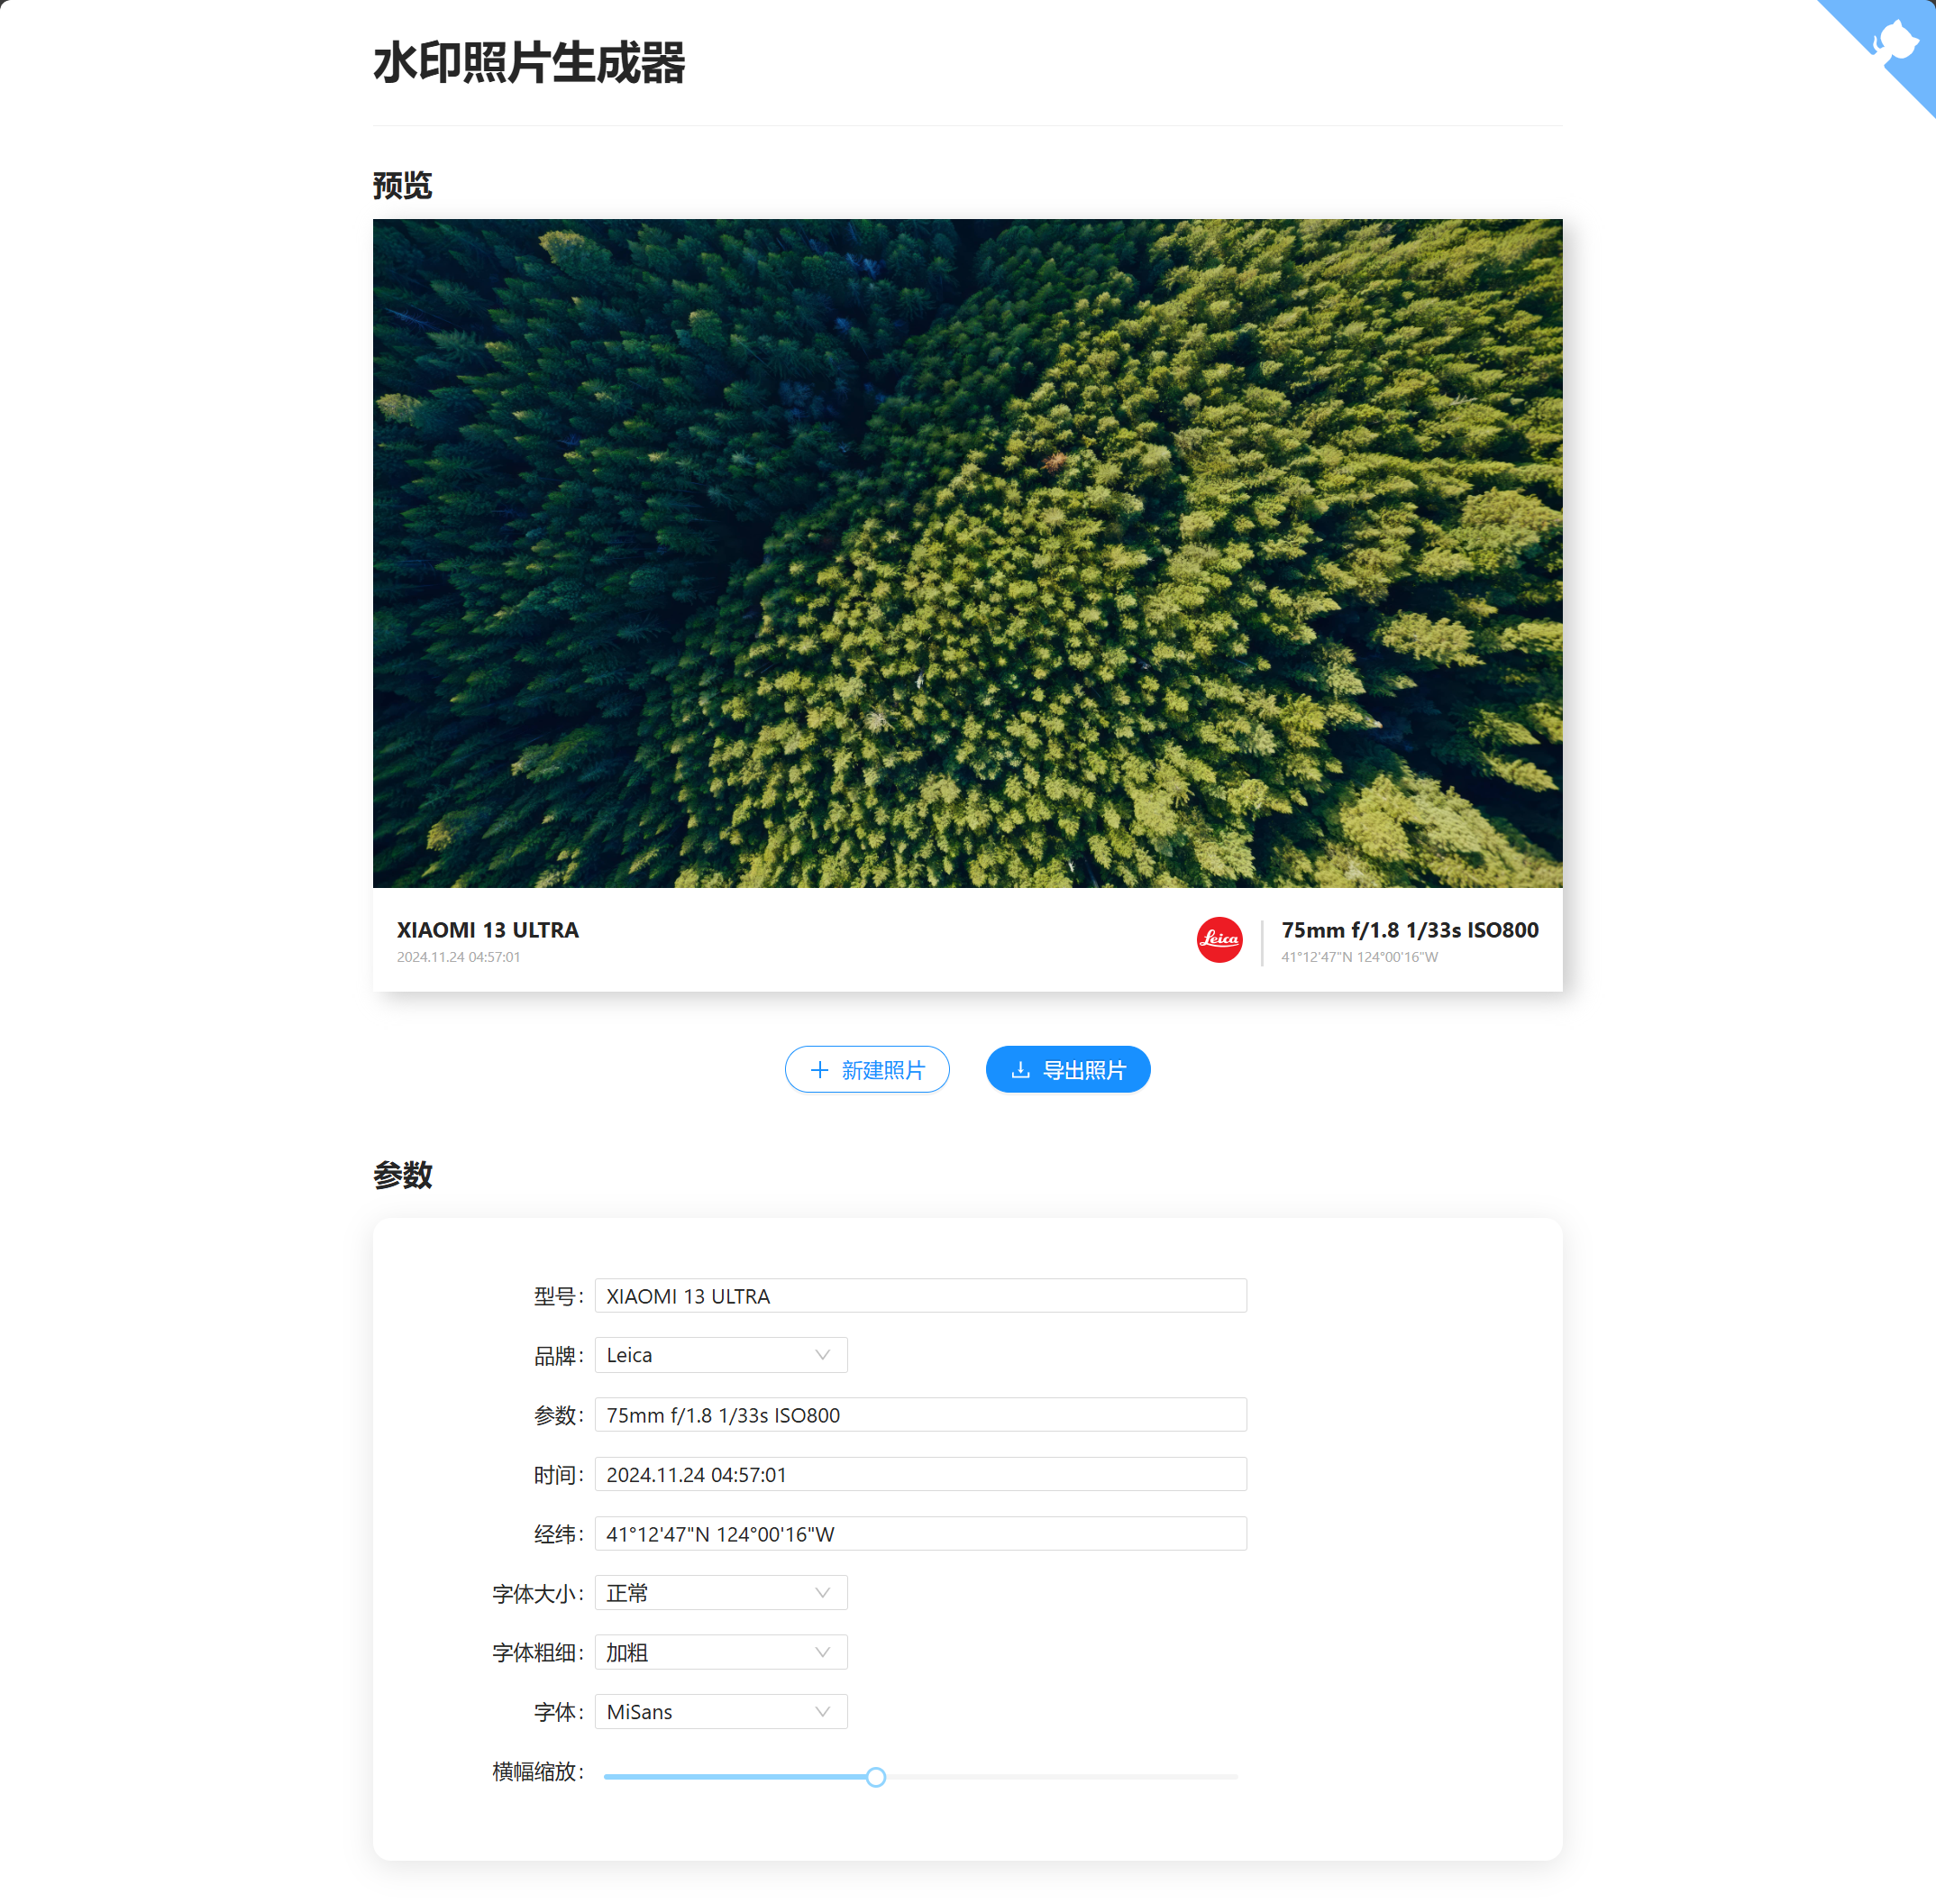 水印照片生成器
预览
XIAOMI 13 ULTRA
2024.11.24 04:57:01
Leica
75mm f/1.8 1/33s ISO800
41°12'47"N 124°00'16"W
新建照片
导出照片
参数
型号: XIAOMI 13 ULTRA
品牌: Leica
参数: 75mm f/1.8 1/33s ISO800
时间: 2024.11.24 04:57:01
经纬: 41°12'47"N 124°00'16"W
字体大小: 正常
字体粗细: 加粗
字体: MiSans
横幅缩放: